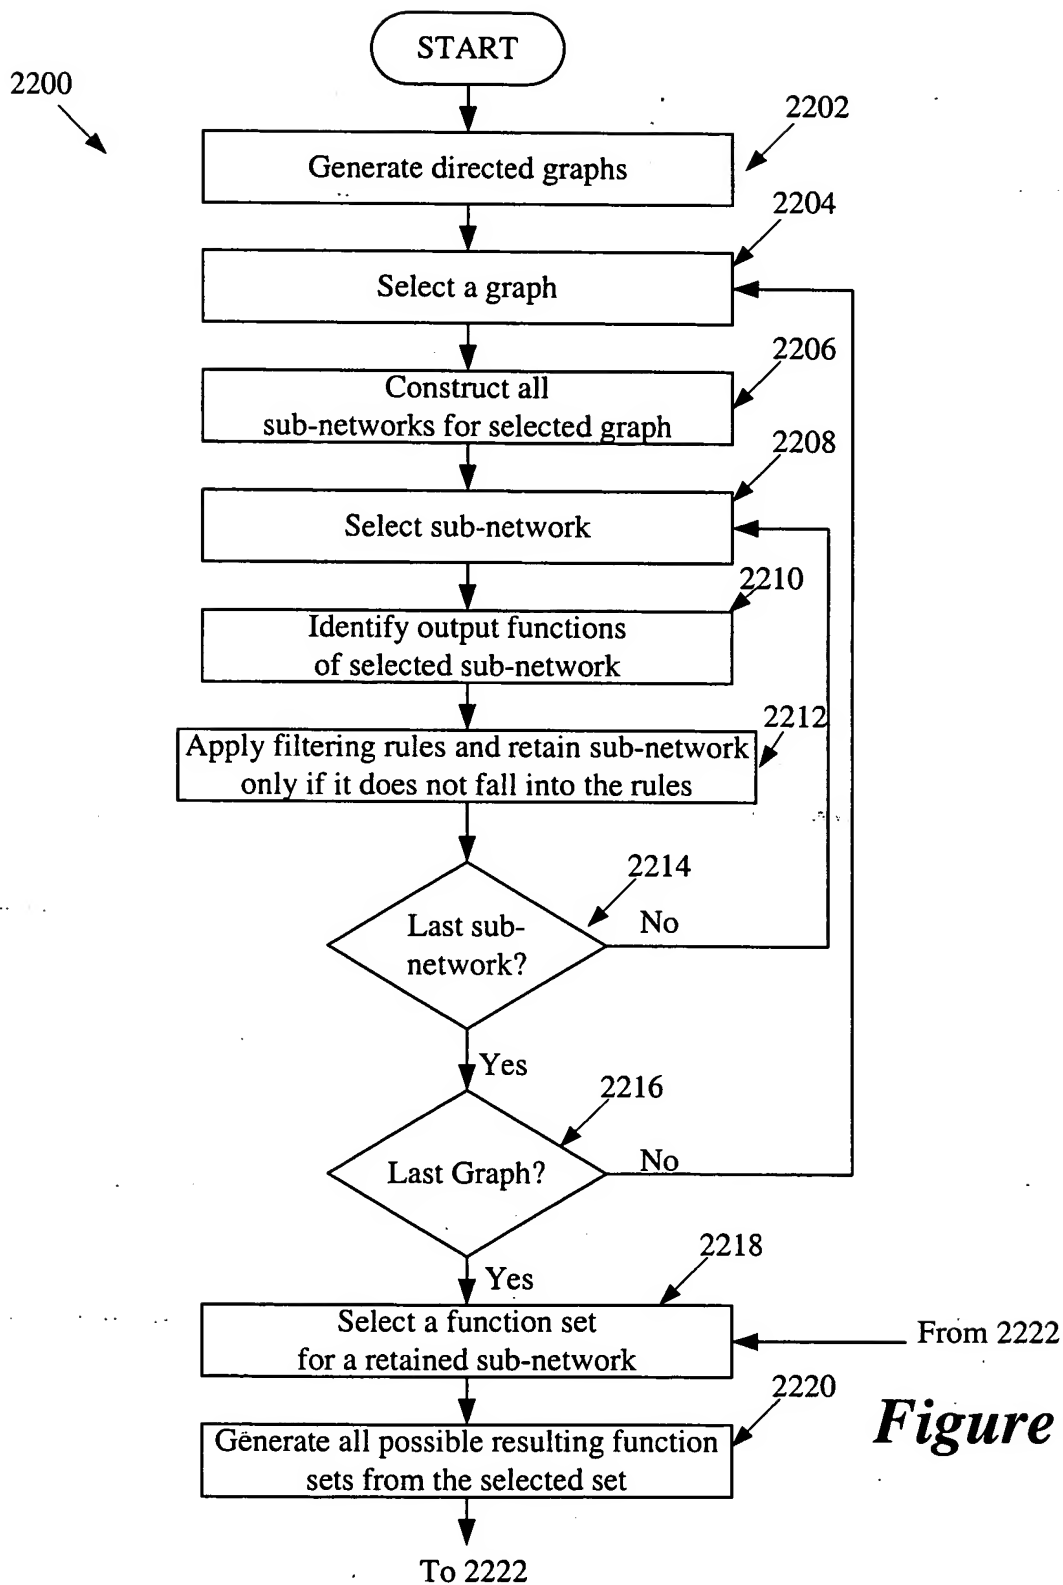 START
2200
2202
Generate directed graphs
2204
Select a graph
2206
Construct all
sub-networks for selected graph
2208
Select sub-network
2210
Identify output functions
of selected sub-network
2212
Apply filtering rules and retain sub-network
only if it does not fall into the rules
2214
Last sub-
network?
No
Yes
2216
Last Graph?
No
Yes
2218
Select a function set
for a retained sub-network
From 2222
2220
Generate all possible resulting function
sets from the selected set
Figure
To 2222